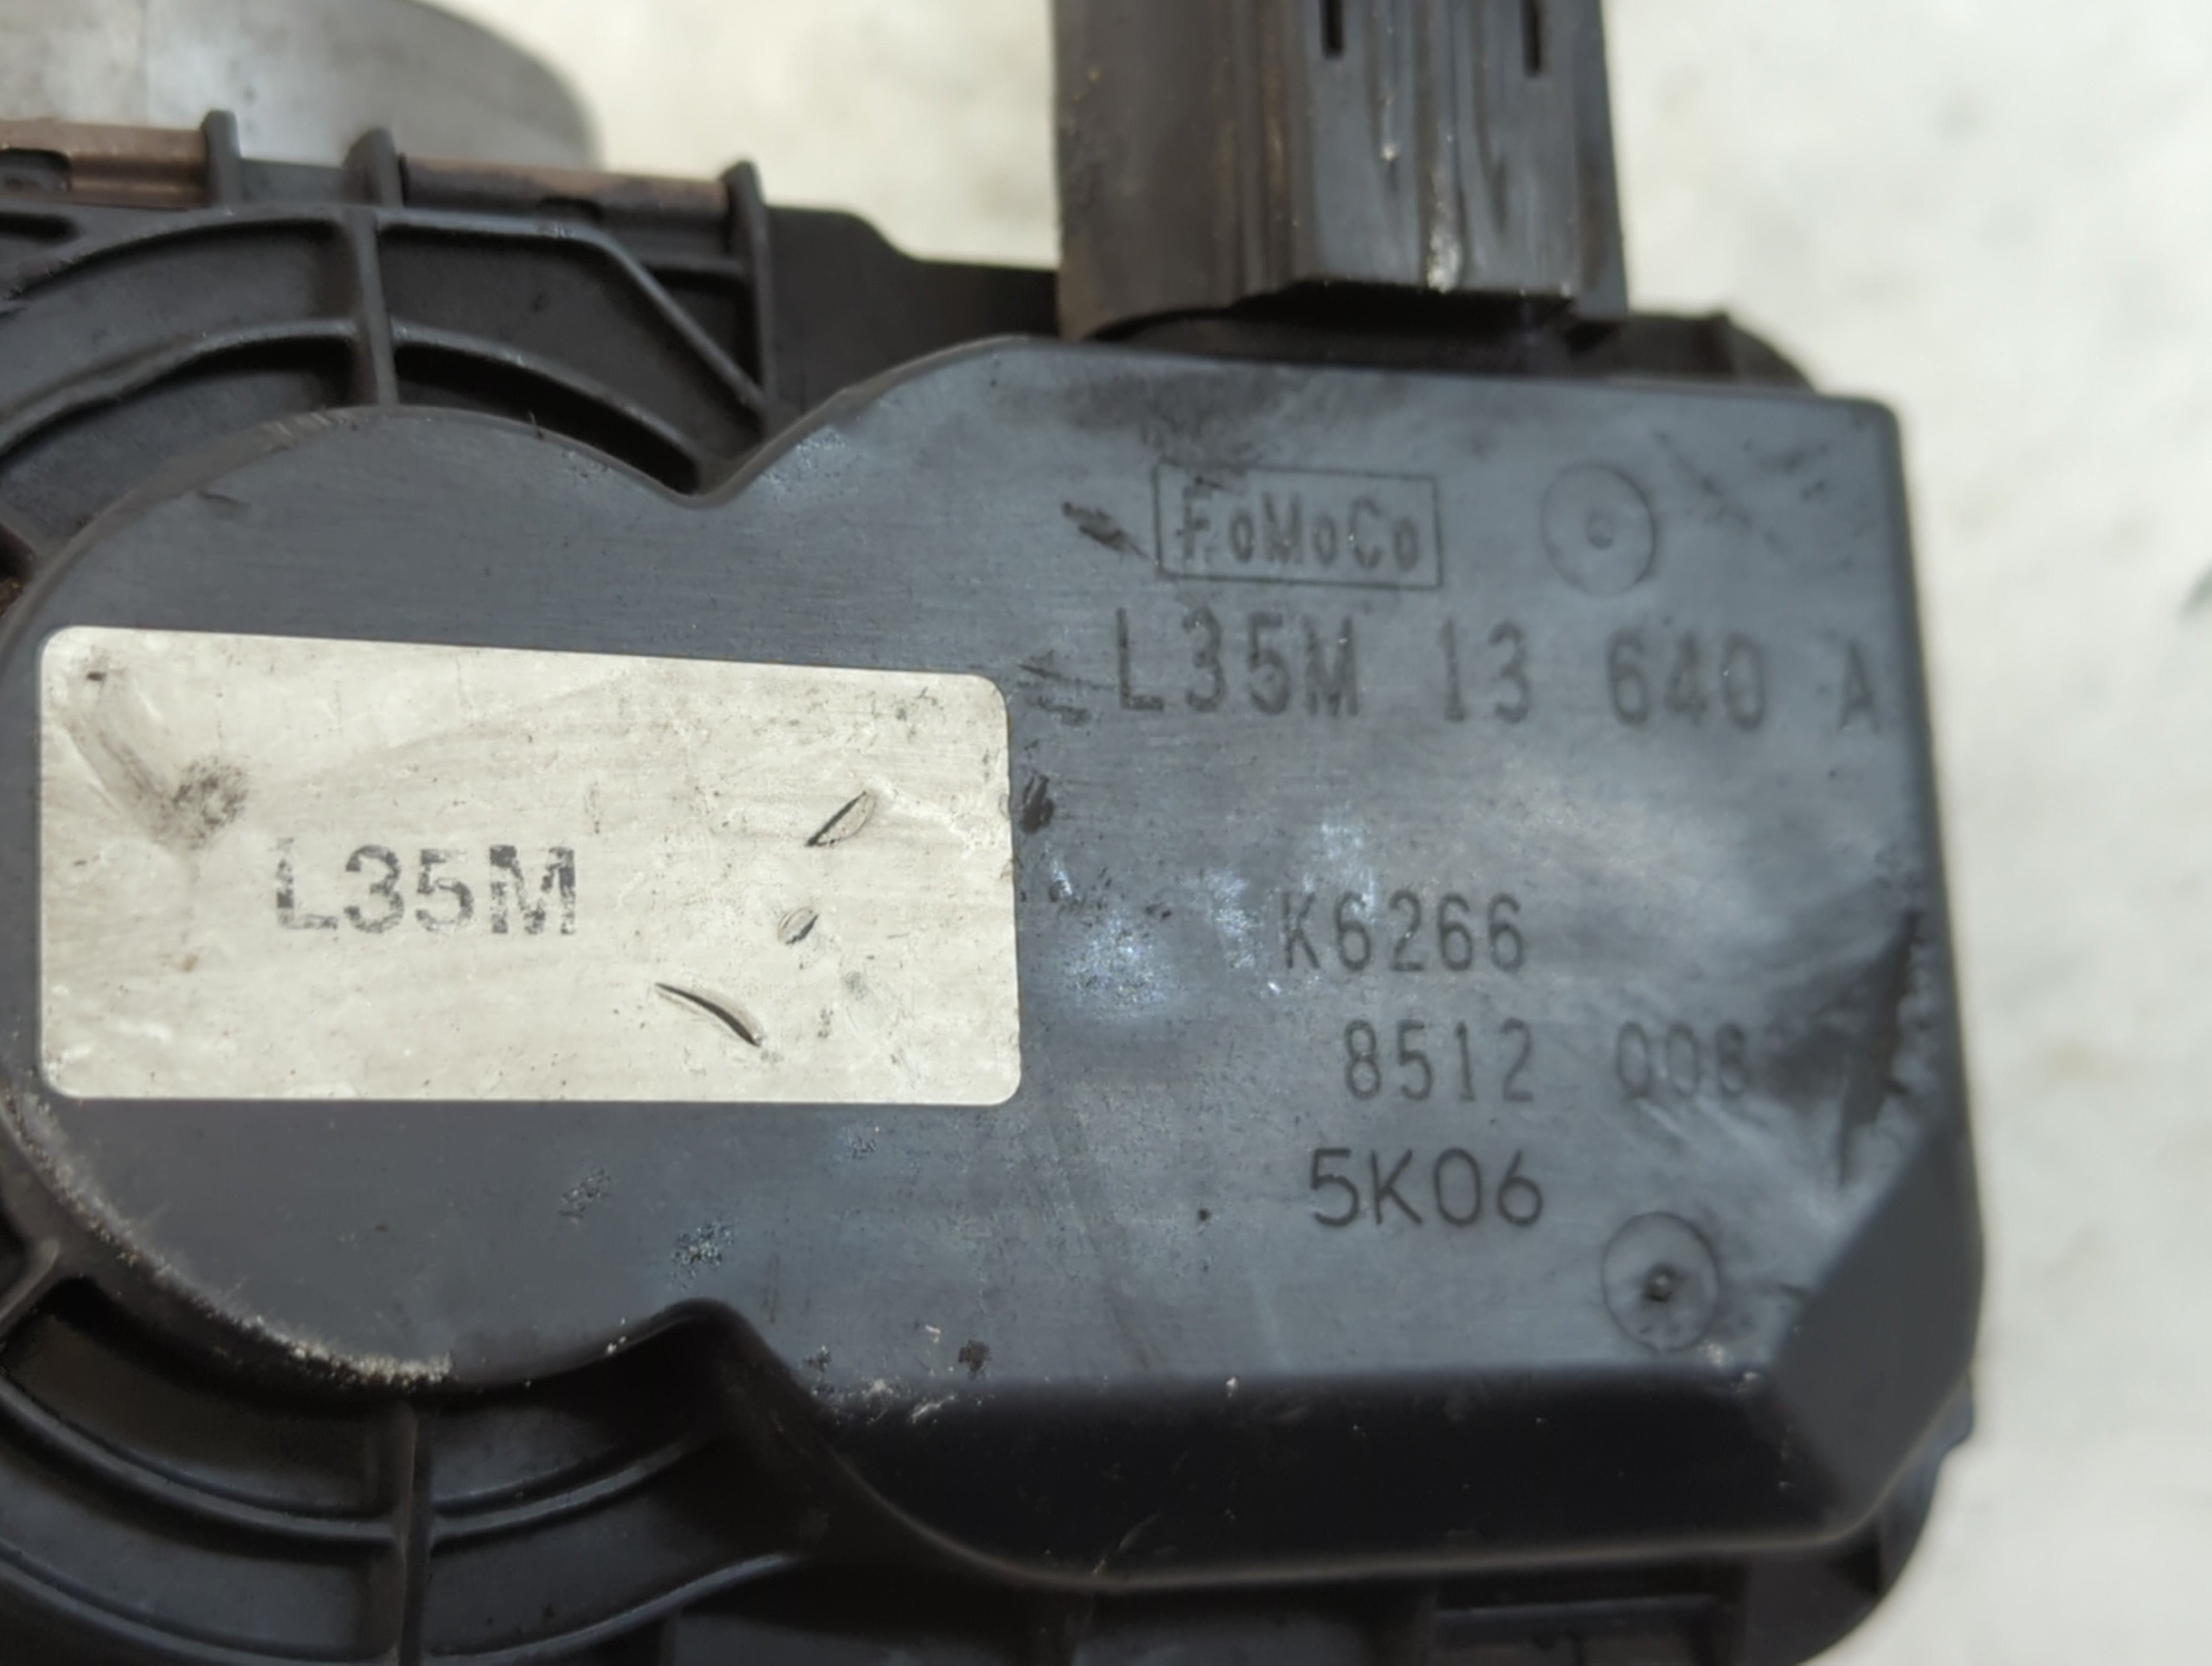 FoMoCo
L35M 13 640 A
L35M
K6266
8512
5K06